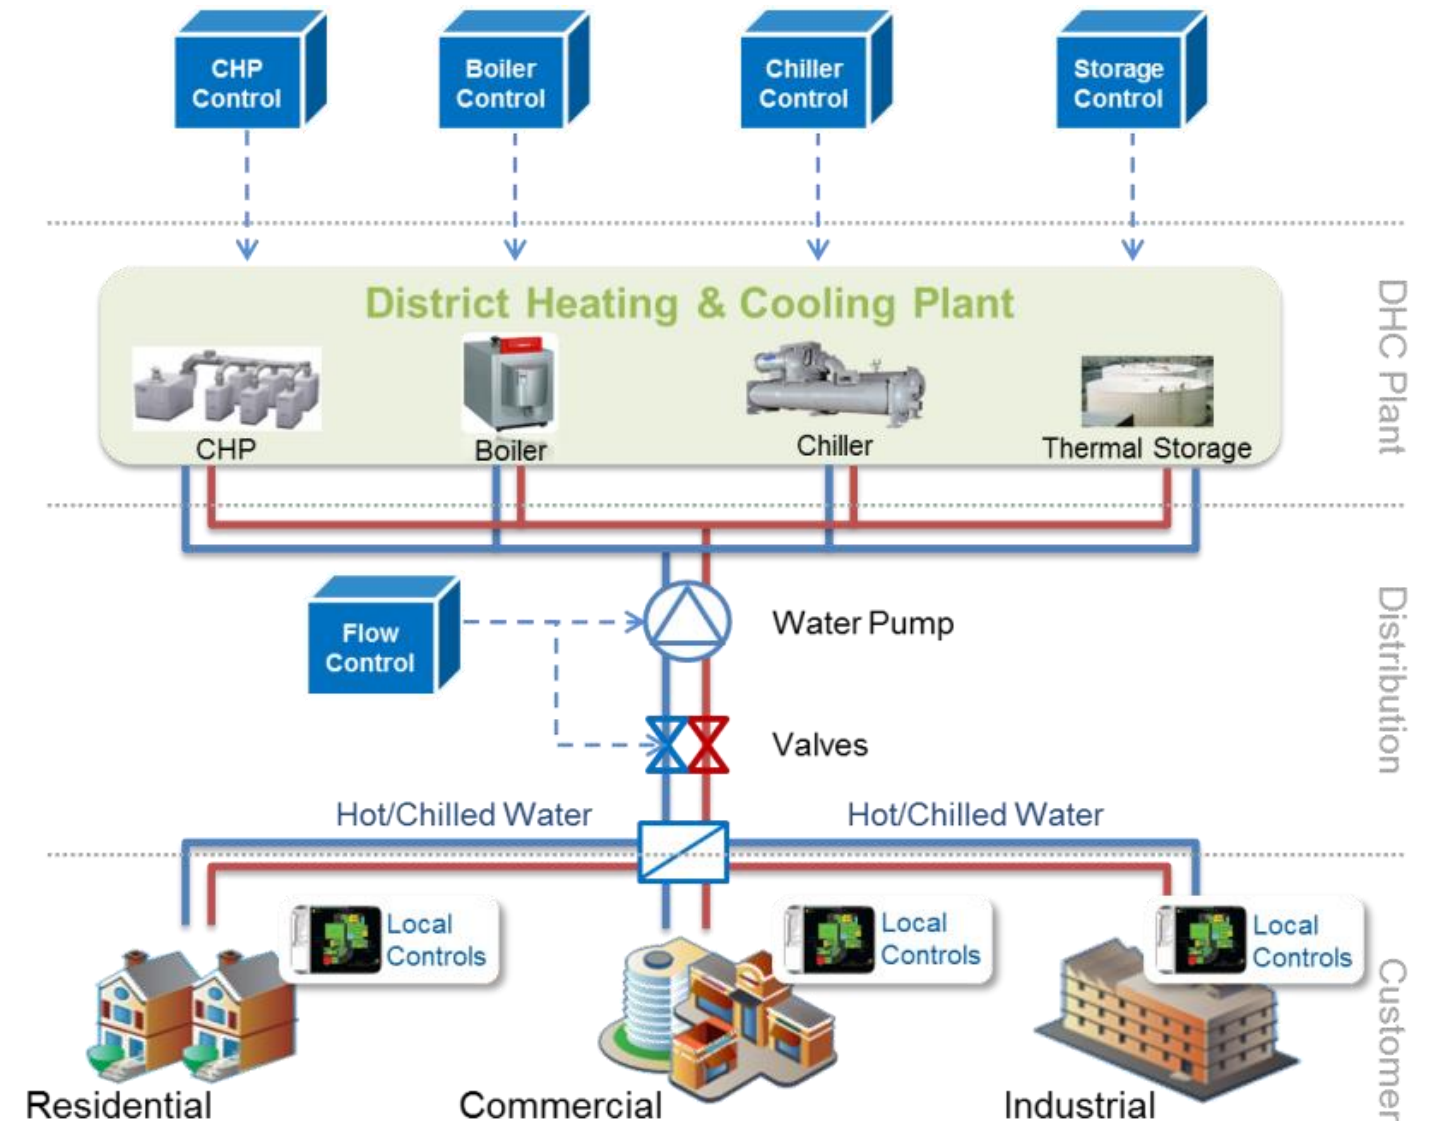 CHP
Control
Boiler
Control
Chiller
Control
Storage
Control
District Heating & Cooling Plant
CHP
Boiler
Chiller
Thermal Storage
DHC Plant
Flow
Control
Water Pump
Valves
Distribution
Hot/Chilled Water
Hot/Chilled Water
Local
Controls
Local
Controls
Local
Controls
Customer
Residential
Commercial
Industrial